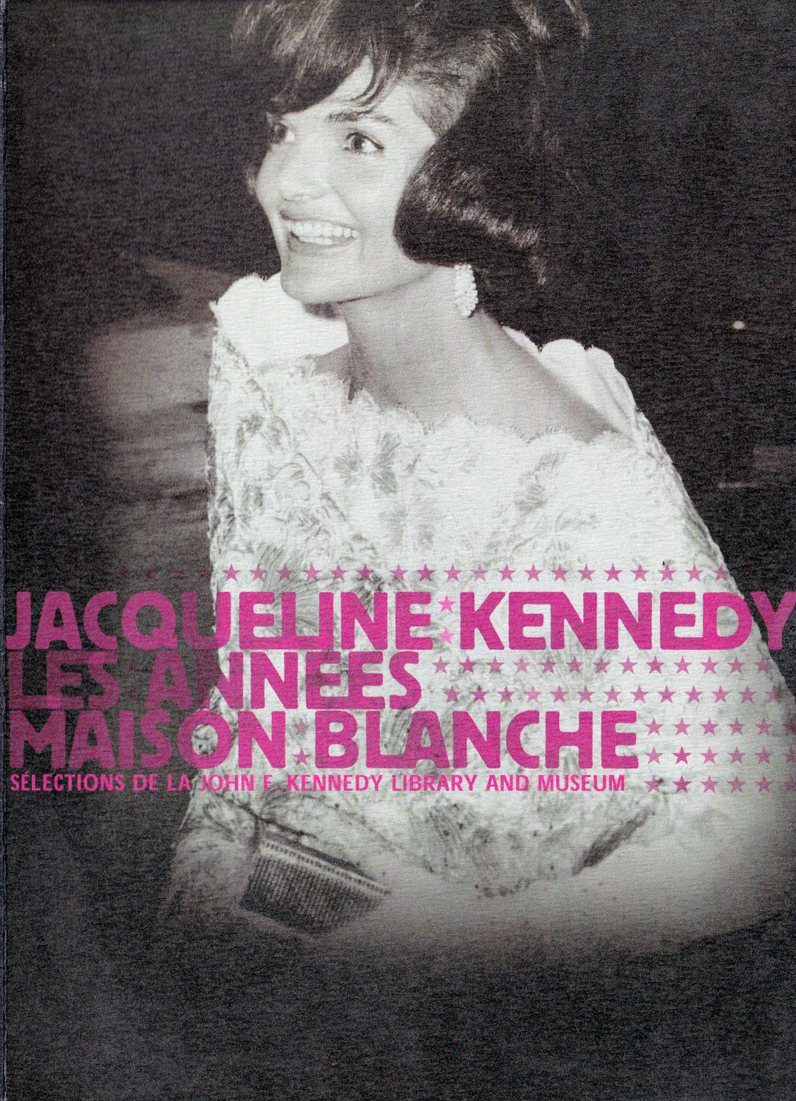 JACQUELINE★KENNEDY
LES ANNÉES
MAISON★BLANCHE
SÉLECTIONS DE LA JOHN F. KENNEDY LIBRARY AND MUSEUM